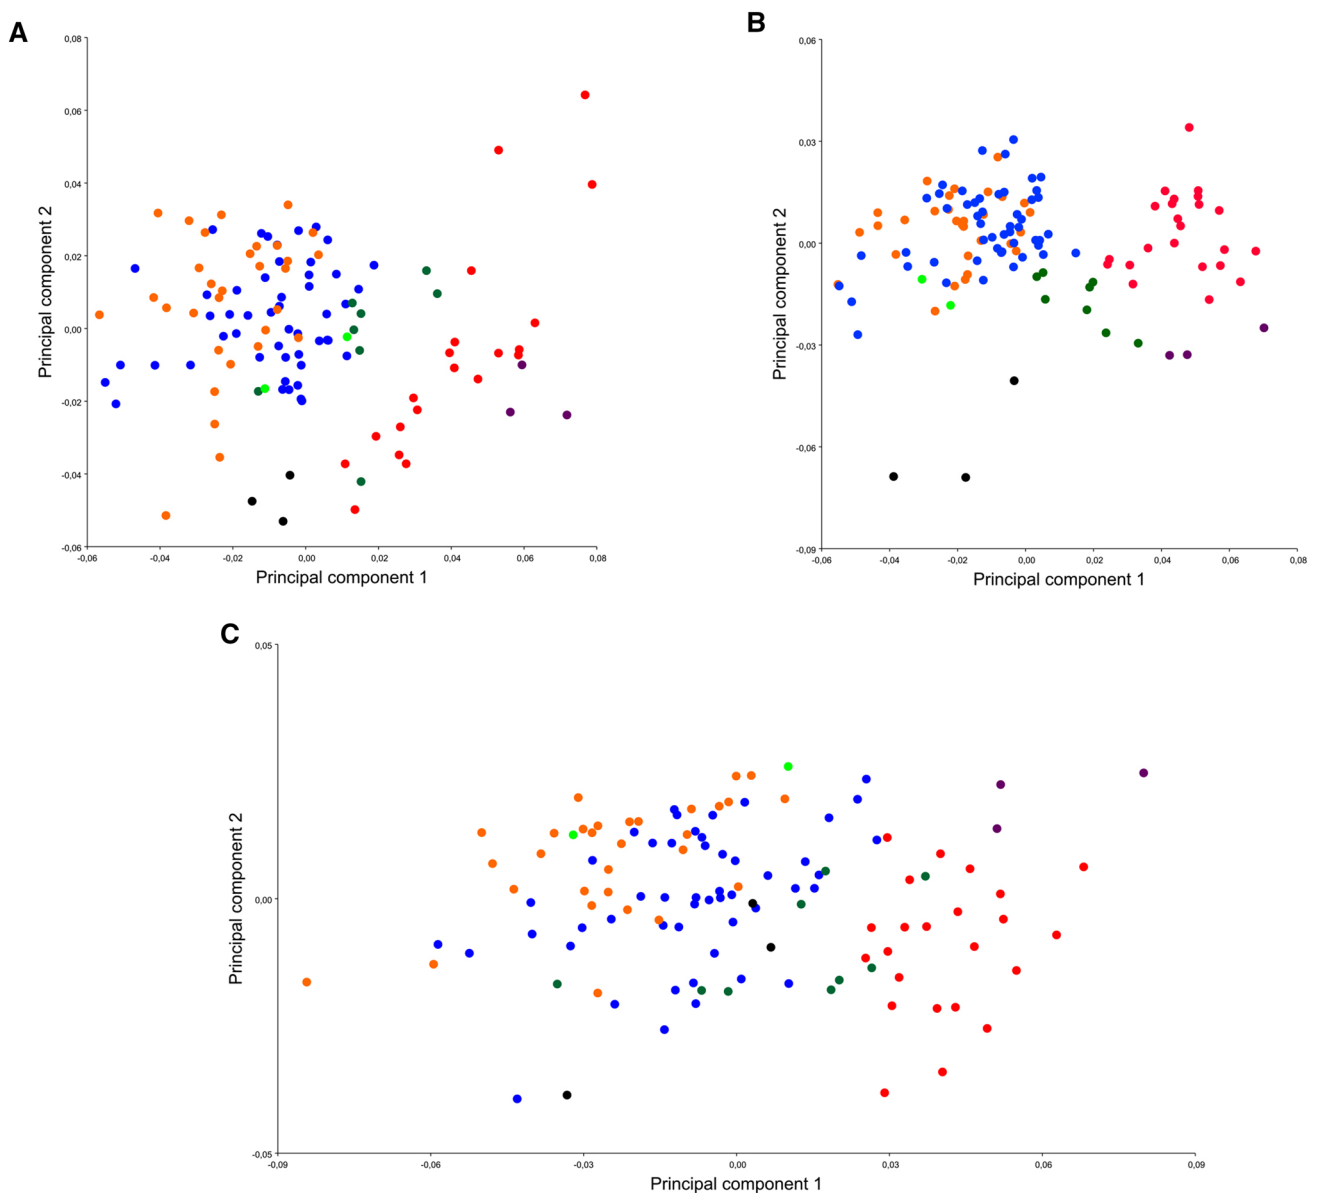 A
0,08
0,06
0,04
0,02
0,00
-0,02
-0,04
-0,06
-0,06 -0,04 -0,02 0,00 0,02 0,04 0,06 0,08
Principal component 2
Principal component 1
B
0,06
0,03
0,00
-0,03
-0,06
-0,09
-0,06 -0,04 -0,02 0,00 0,02 0,04 0,06 0,08
Principal component 2
Principal component 1
C
0,05
0,00
-0,05
-0,09 -0,06 -0,03 0,00 0,03 0,06 0,09
Principal component 2
Principal component 1